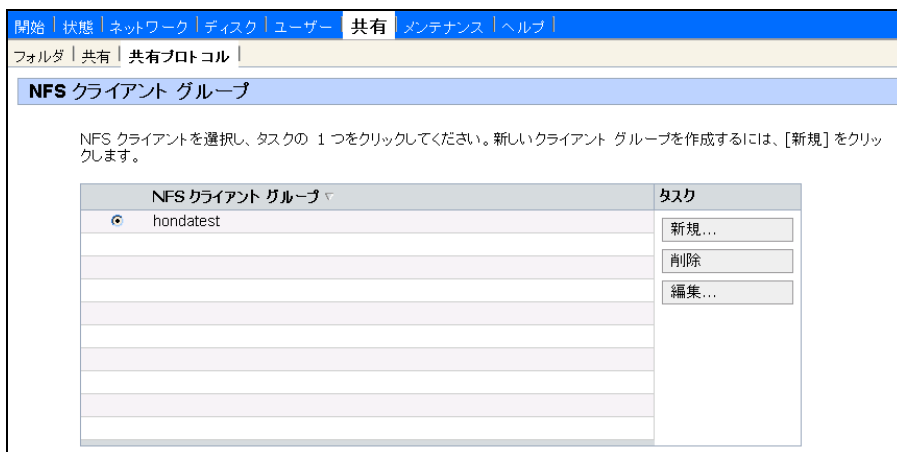 開始 状態 ネットワーク ディスク ユーザー 共有 メンテナンス ヘルプ
フォルダ 共有 共有プロトコル
NFS クライアント グループ
NFS クライアントを選択し、タスクの 1 つをクリックしてください。新しいクライアント グループを作成するには、[新規] をクリッ
クします。
NFS クライアント グループ タスク
hondatest
新規...
削除
編集...